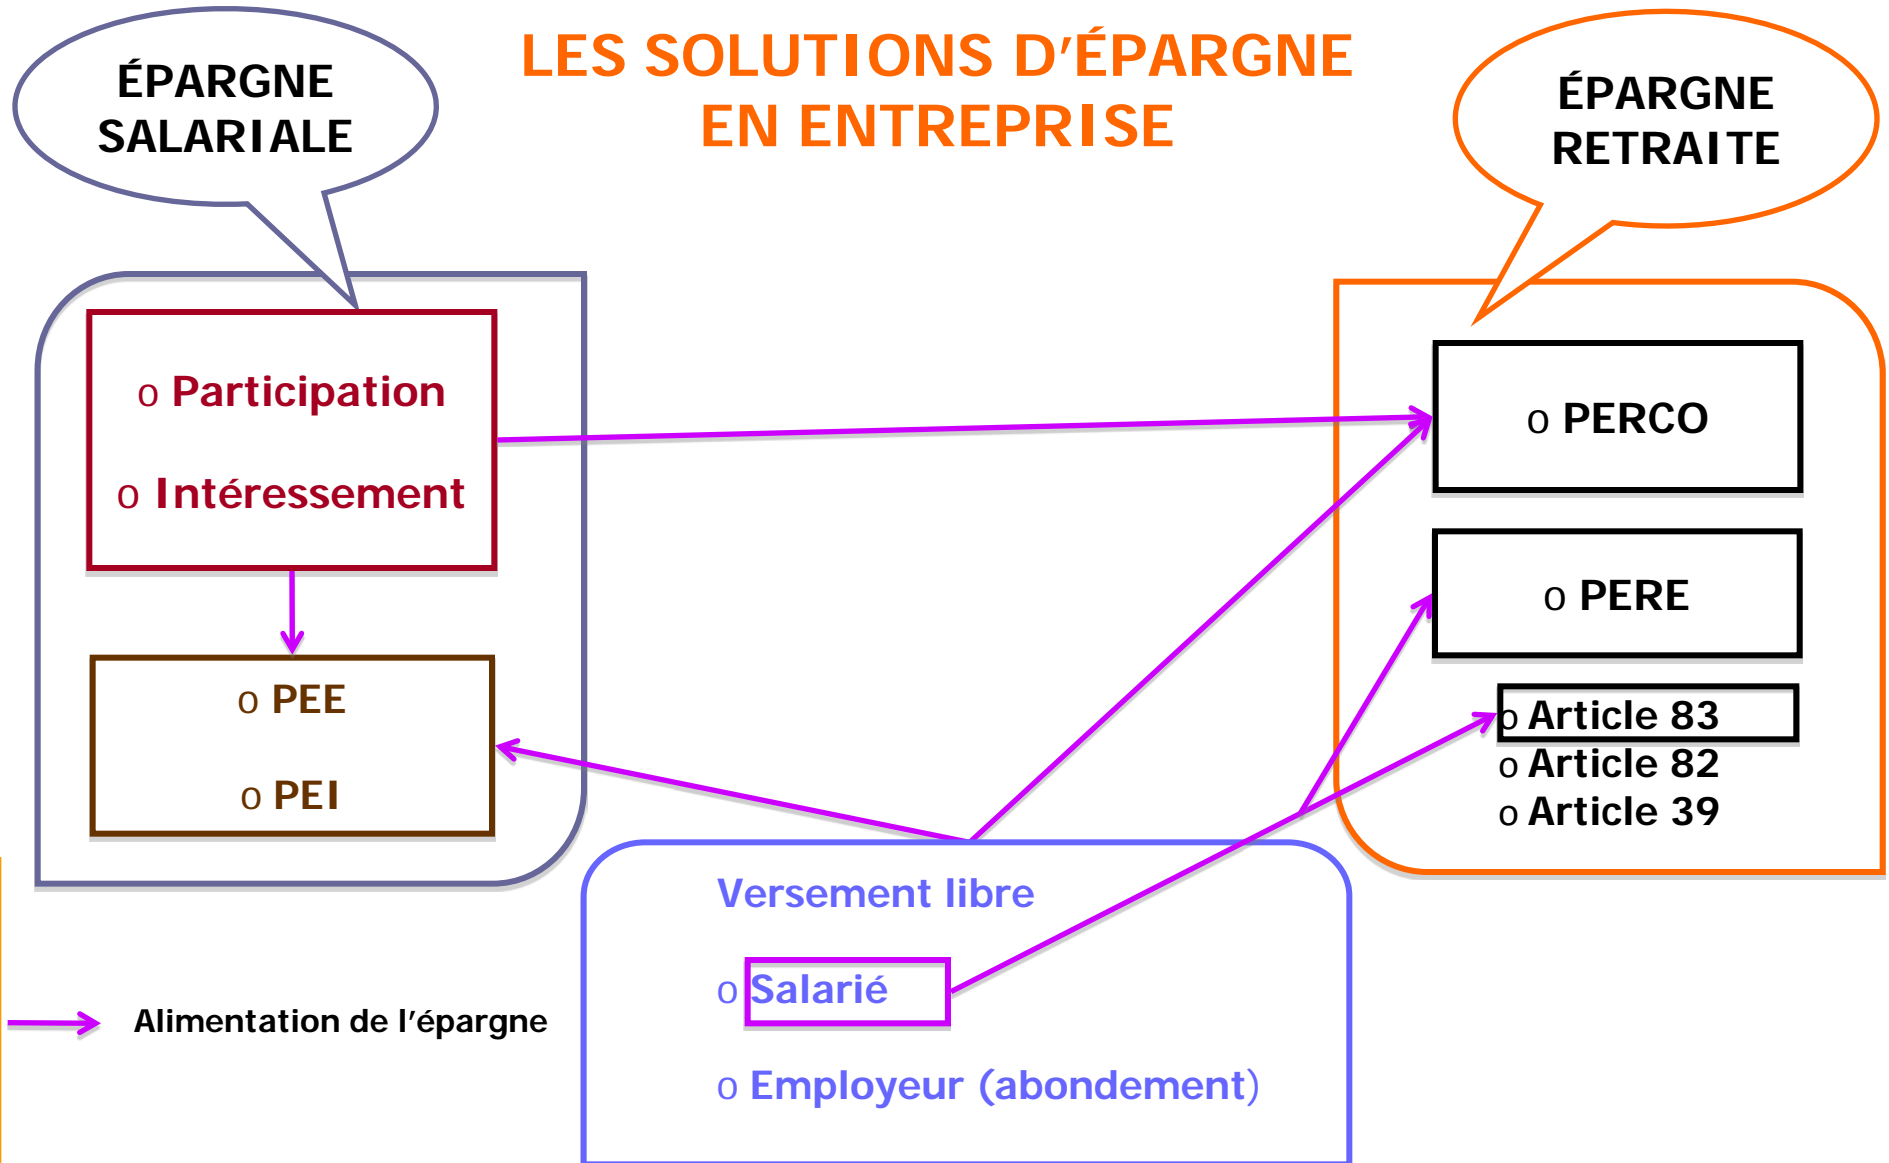 LES SOLUTIONS D'ÉPARGNE
EN ENTREPRISE
ÉPARGNE
SALARIALE
ÉPARGNE
RETRAITE
o Participation
o Intéressement
o PEE
o PEI
o PERCO
o PERE
o Article 83
o Article 82
o Article 39
Versement libre
o Salarié
o Employeur (abondement)
Alimentation de l'épargne